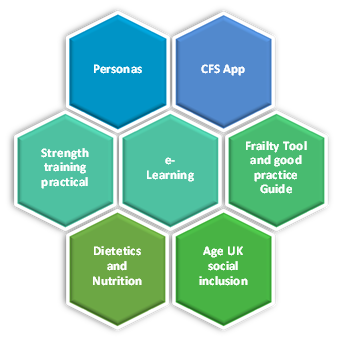 Personas
CFS App
Strength
training
practical
e-
Learning
Frailty Tool
and good
practice
Guide
Dietetics
and
Nutrition
Age UK
social
inclusion